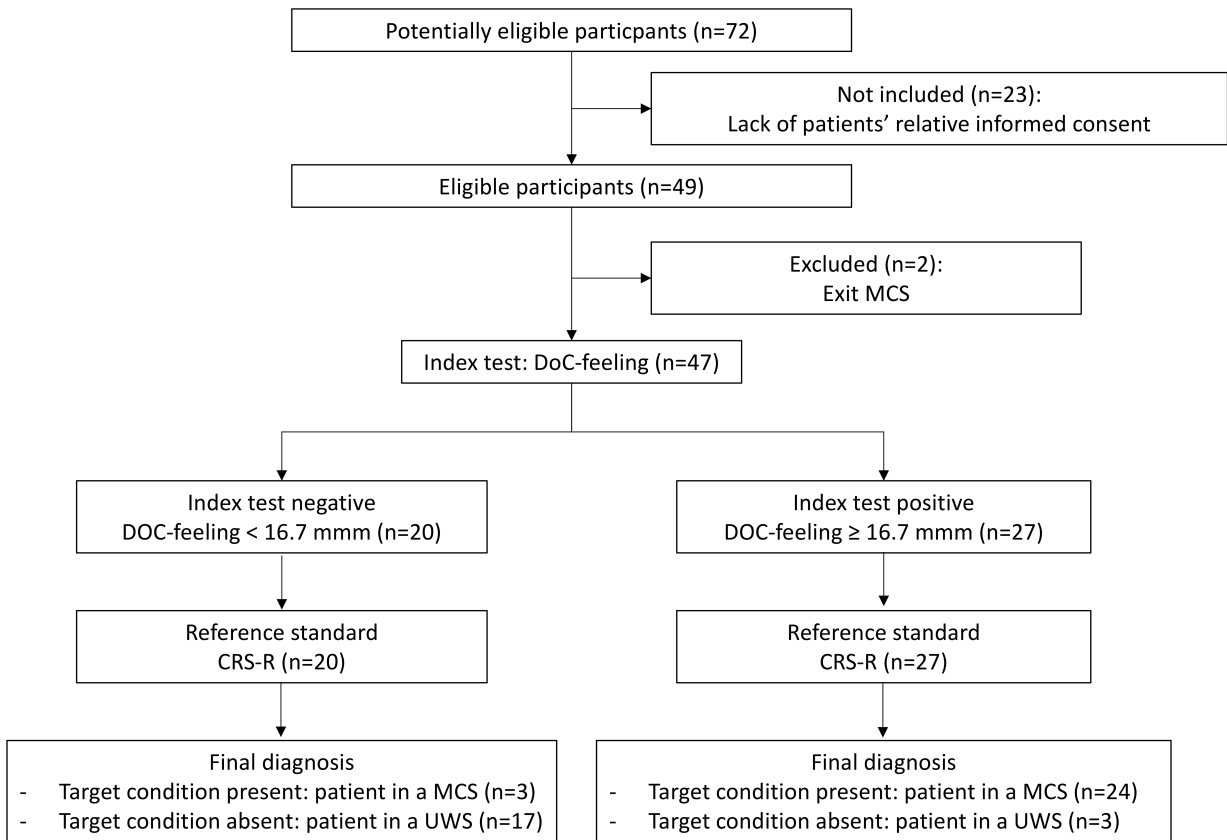 Potentially eligible particpants (n=72)
Not included (n=23):
Lack of patients’ relative informed consent
Eligible participants (n=49)
Excluded (n=2):
Exit MCS
Index test: DoC-feeling (n=47)
Index test negative
DOC-feeling < 16.7 mmm (n=20)
Index test positive
DOC-feeling ≥ 16.7 mmm (n=27)
Reference standard
CRS-R (n=20)
Reference standard
CRS-R (n=27)
Final diagnosis
- Target condition present: patient in a MCS (n=3)
- Target condition absent: patient in a UWS (n=17)
Final diagnosis
- Target condition present: patient in a MCS (n=24)
- Target condition absent: patient in a UWS (n=3)